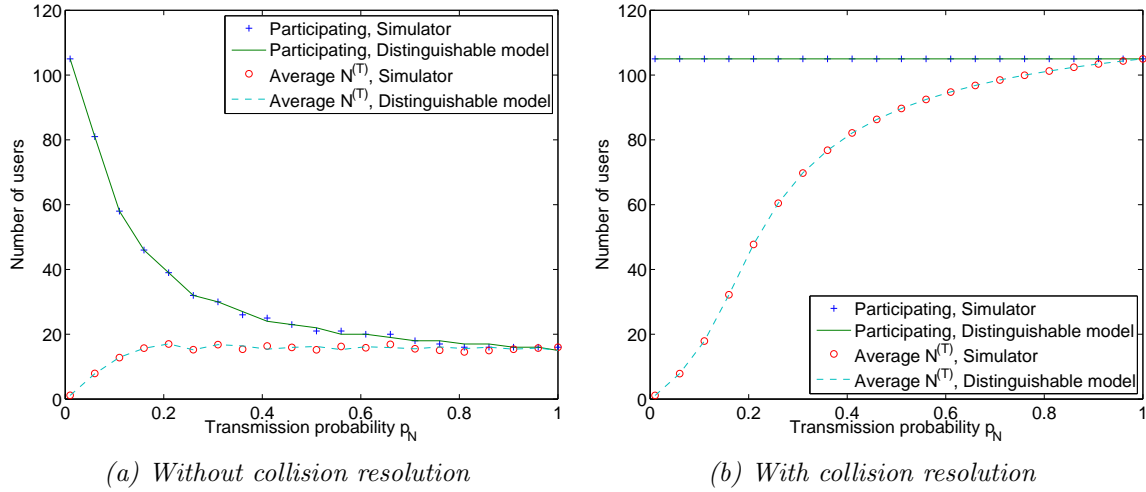 120
100
80
60
40
20
0
Number of users
Participating, Simulator
Participating, Distinguishable model
Average N^(T), Simulator
Average N^(T), Distinguishable model
0 0.2 0.4 0.6 0.8 1
Transmission probability p_N
(a) Without collision resolution
120
100
80
60
40
20
0
Number of users
Participating, Simulator
Participating, Distinguishable model
Average N^(T), Simulator
Average N^(T), Distinguishable model
0 0.2 0.4 0.6 0.8 1
Transmission probability p_N
(b) With collision resolution